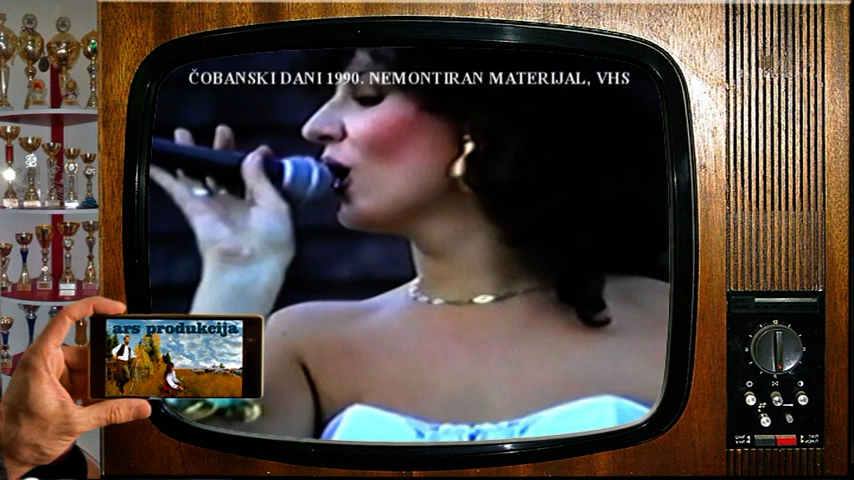 ČOBANSKI DANI 1990. NEMONTIRAN MATERIJAL, VHS
ars produkcija